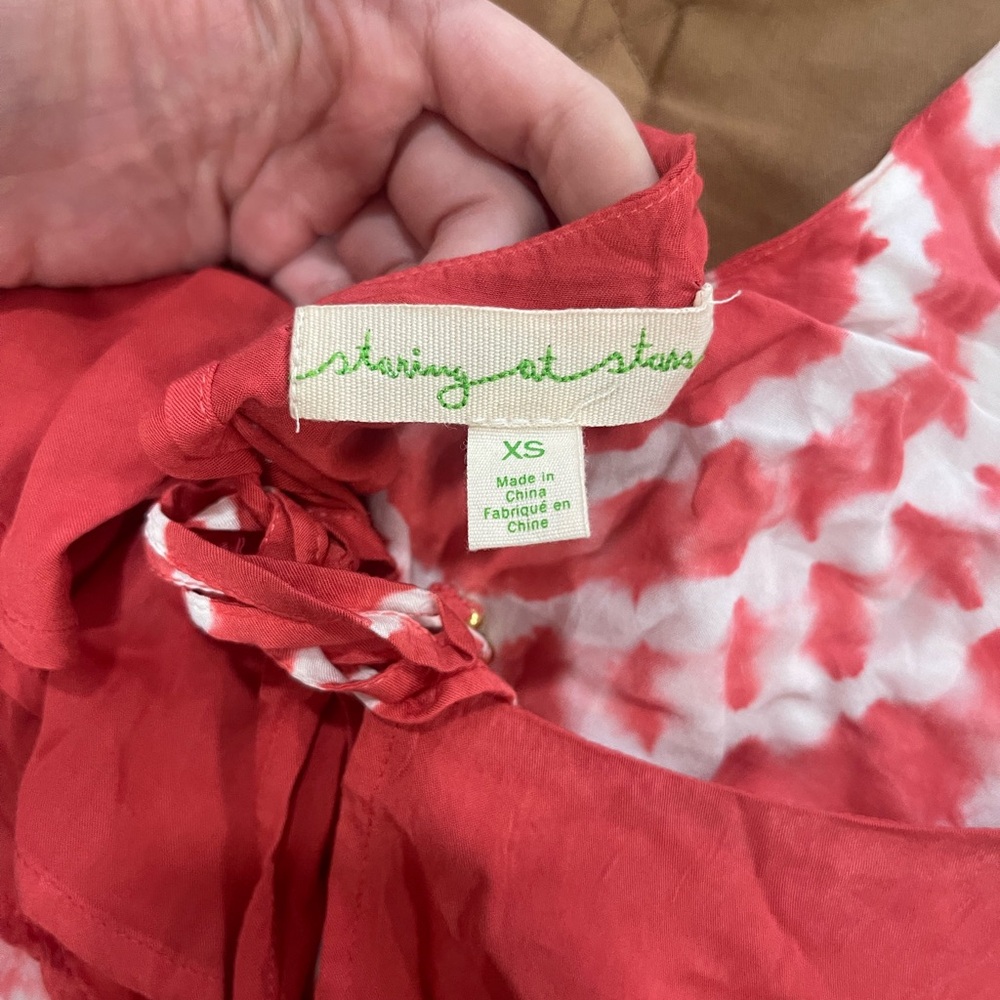 staring at stars
XS
Made in
China
Fabriqué en
Chine